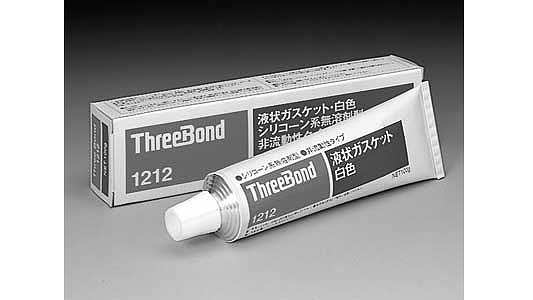 ThreeBond
1212
液状ガスケット・白色
シリコーン系無溶剤型
非流動性タイ
●シリコーン系無溶剤型 ●非流動性タイプ
ThreeBond
1212
液状ガスケット
白色
NET100g